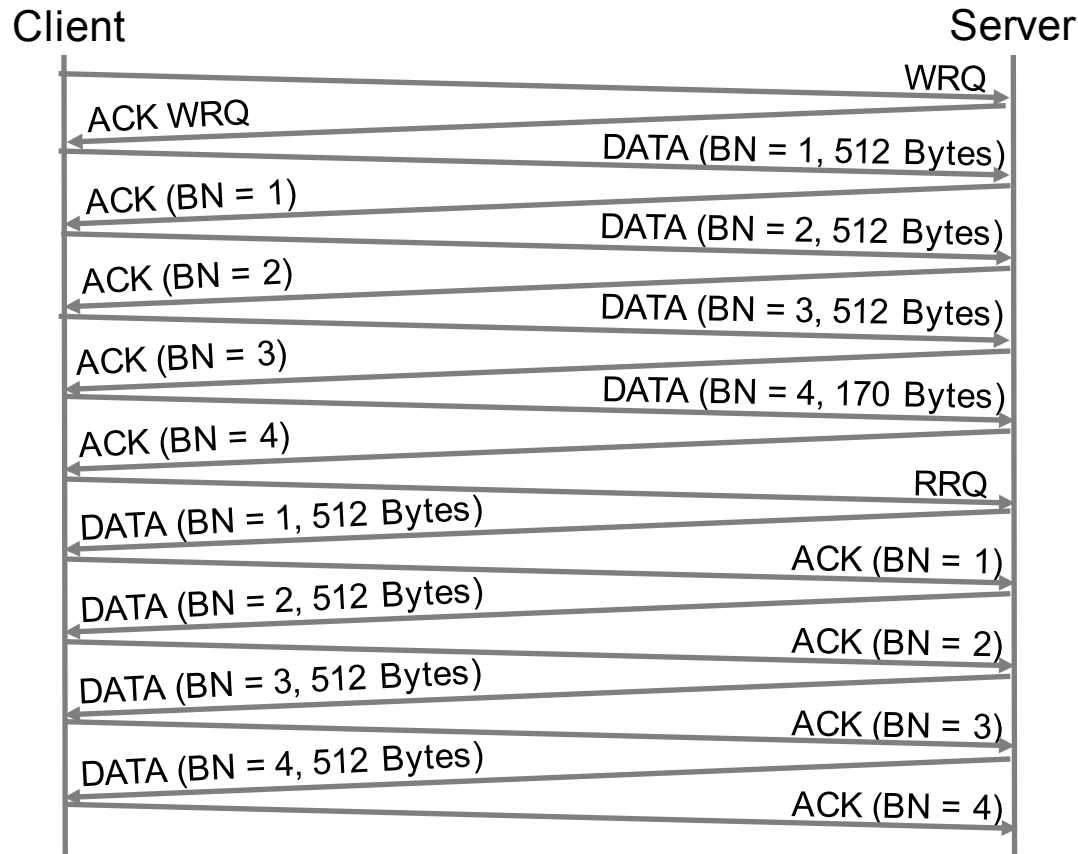 Client
Server
WRQ
ACK WRQ
DATA (BN = 1, 512 Bytes)
ACK (BN = 1)
DATA (BN = 2, 512 Bytes)
ACK (BN = 2)
DATA (BN = 3, 512 Bytes)
ACK (BN = 3)
DATA (BN = 4, 170 Bytes)
ACK (BN = 4)
RRQ
DATA (BN = 1, 512 Bytes)
ACK (BN = 1)
DATA (BN = 2, 512 Bytes)
ACK (BN = 2)
DATA (BN = 3, 512 Bytes)
ACK (BN = 3)
DATA (BN = 4, 512 Bytes)
ACK (BN = 4)